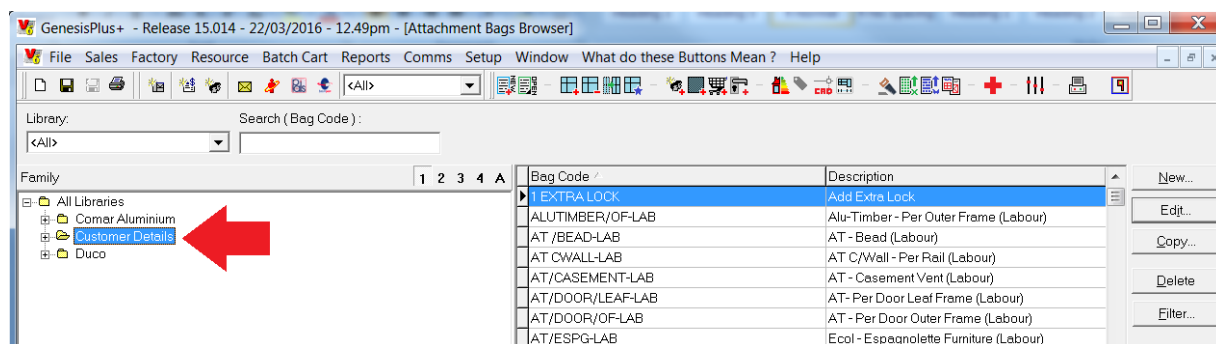 GenesisPlus+ - Release 15.014 - 22/03/2016 - 12.49pm - [Attachment Bags Browser]
File Sales Factory Resource Batch Cart Reports Comms Setup Window What do these Buttons Mean ? Help
<All>
CAD
Library:
Search ( Bag Code ) :
<All>
Family 1 2 3 4 A
Bag Code Description
All Libraries
Comar Aluminium
Customer Details
Duco
1 EXTRA LOCK Add Extra Lock
ALUTIMBER/OF-LAB Alu-Timber - Per Outer Frame (Labour)
AT /BEAD-LAB AT - Bead (Labour)
AT CWALL-LAB AT C/Wall - Per Rail (Labour)
AT/CASEMENT-LAB AT - Casement Vent (Labour)
AT/DOOR/LEAF-LAB AT- Per Door Leaf Frame (Labour)
AT/DOOR/OF-LAB AT - Per Door Outer Frame (Labour)
AT/ESPG-LAB Ecol - Espagnolette Furniture (Labour)
New...
Edit...
Copy...
Delete
Filter...